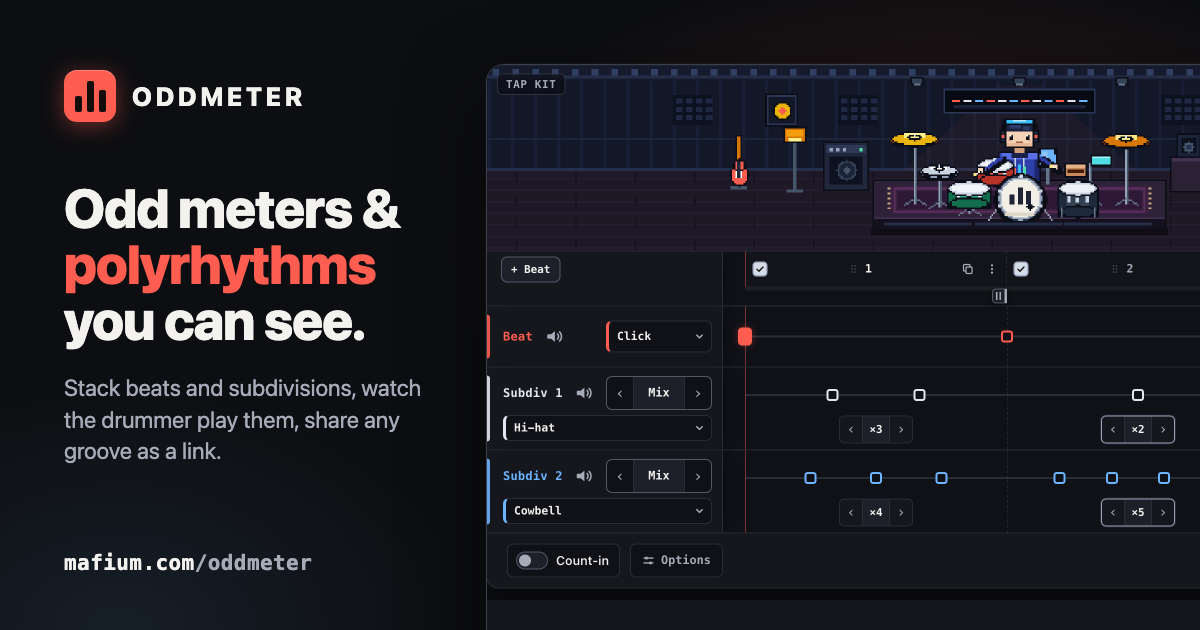 ODDMETER
Odd meters &
polyrhythms
you can see.
Stack beats and subdivisions, watch
the drummer play them, share any
groove as a link.
mafium.com/oddmeter
TAP KIT
+ Beat
1
2
Beat
Click
Subdiv 1
‹ Mix ›
Hi-hat
‹ ×3 ›
‹ ×2 ›
Subdiv 2
‹ Mix ›
Cowbell
‹ ×4 ›
‹ ×5 ›
Count-in
Options